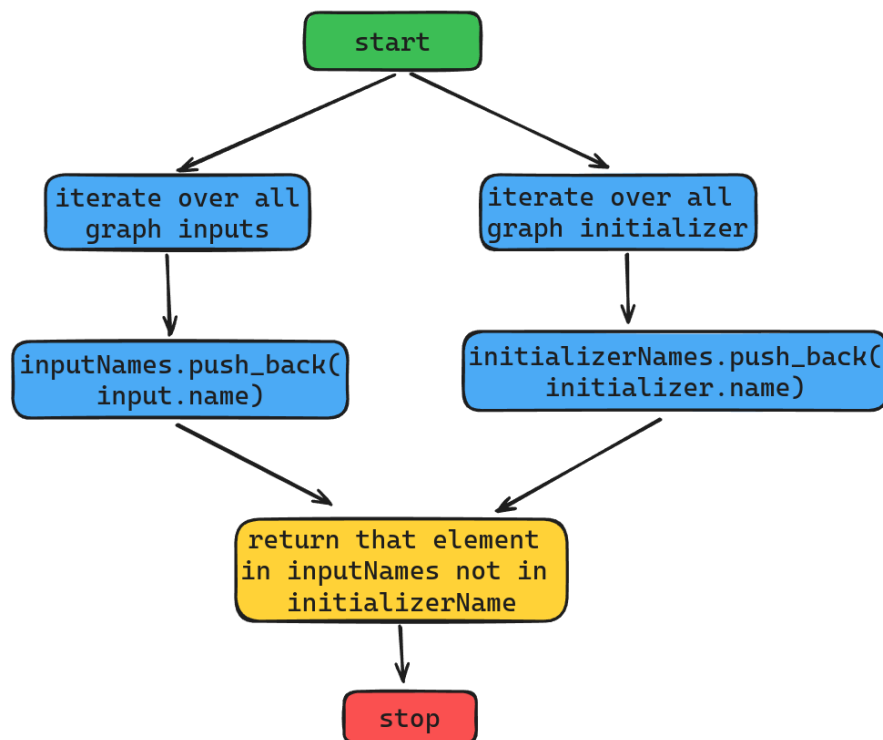 start
iterate over all
graph inputs
iterate over all
graph initializer
inputNames.push_back(
input.name)
initializerNames.push_back(
initializer.name)
return that element
in inputNames not in
initializerName
stop